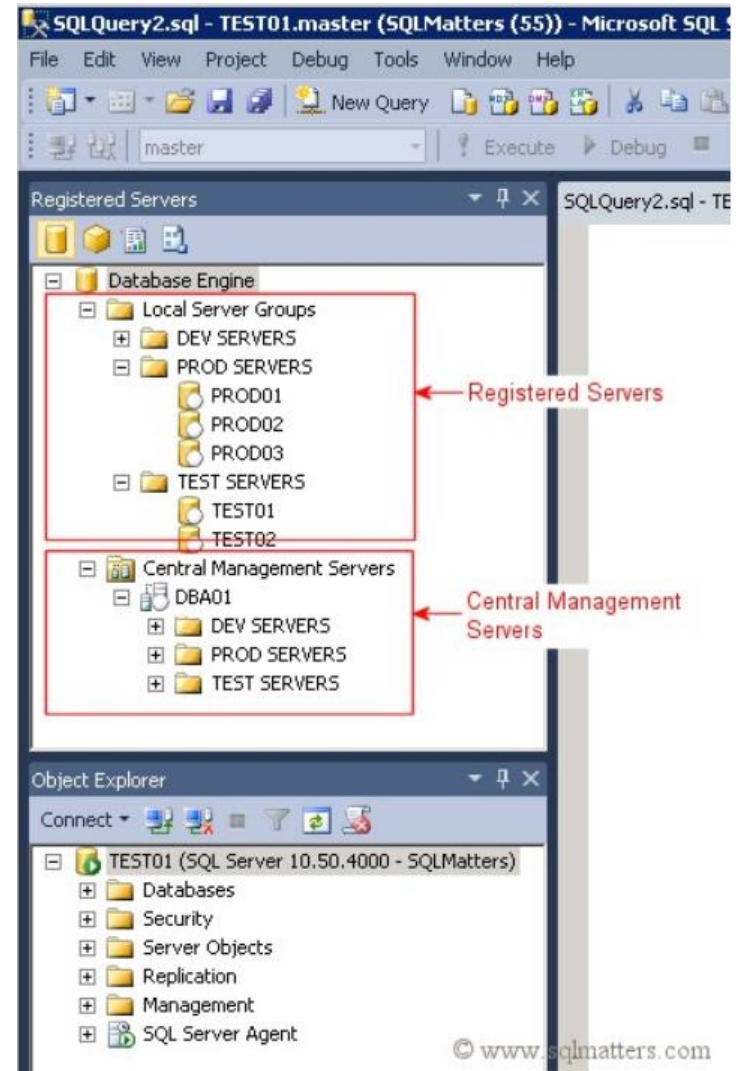 SQLQuery2.sql - TEST01.master (SQLMatters (55)) - Microsoft SQL
File Edit View Project Debug Tools Window Help
New Query
master Execute Debug
Registered Servers
SQLQuery2.sql - TE
Database Engine
Local Server Groups
DEV SERVERS
PROD SERVERS
PROD01
PROD02
PROD03
TEST SERVERS
TEST01
TEST02
Registered Servers
Central Management Servers
DBA01
DEV SERVERS
PROD SERVERS
TEST SERVERS
Central Management
Servers
Object Explorer
Connect
TEST01 (SQL Server 10.50.4000 - SQLMatters)
Databases
Security
Server Objects
Replication
Management
SQL Server Agent
© www.sqlmatters.com